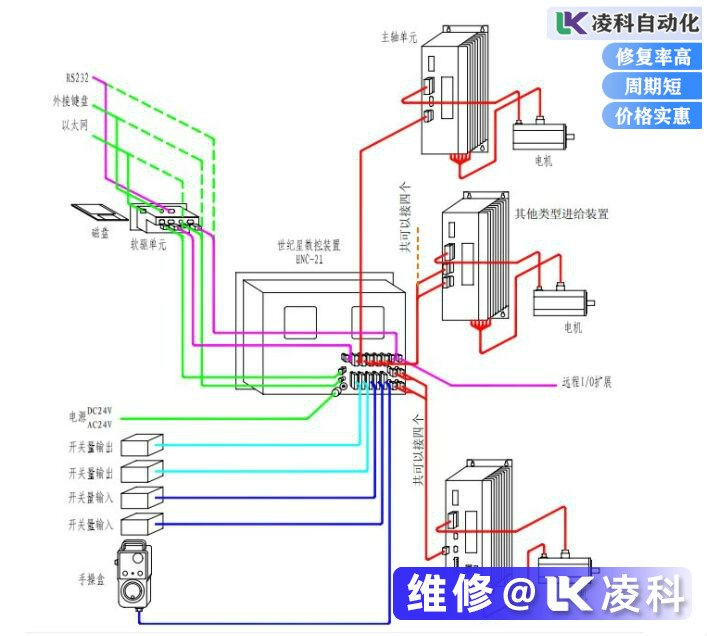 LK 凌科自动化
修复率高
周期短
价格实惠
主轴单元
RS232
外接键盘
以太网
电机
共可以接四个
其他类型进给装置
磁盘
软驱单元
世纪星数控装置
HNC-21
电机
远程I/O扩展
电源 DC24V
AC24V
共可以接四个
开关量输出
开关量输出
开关量输入
开关量输入
手操盒
维修@LK凌科